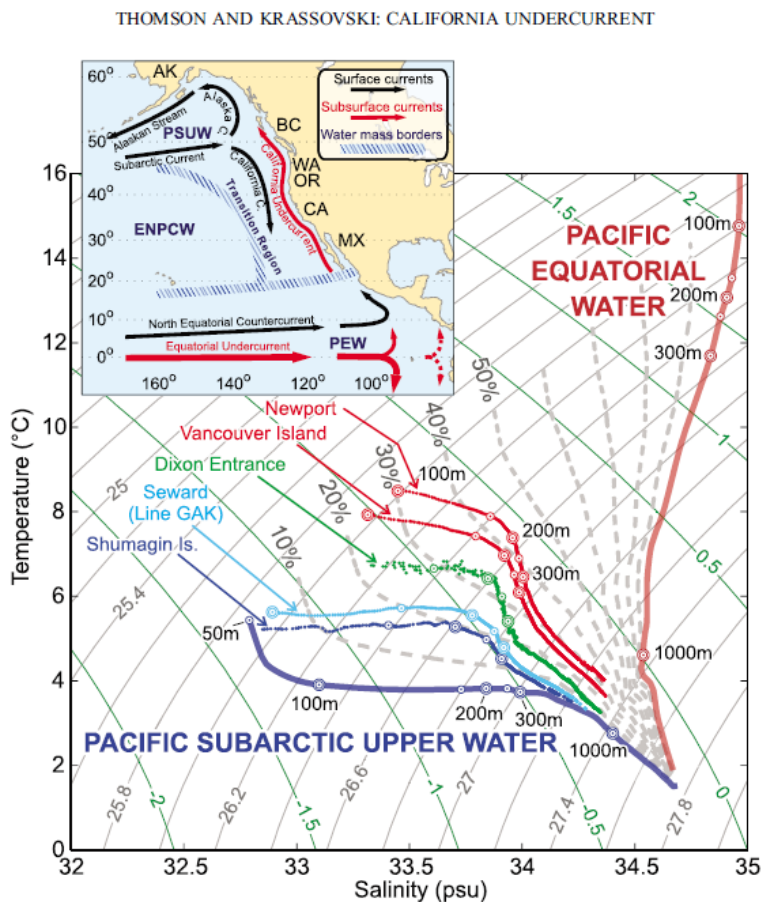 THOMSON AND KRASSOVSKI: CALIFORNIA UNDERCURRENT
60°
50°
40°
30°
20°
10°
0°
160°
140°
120°
100°
AK
BC
WA
OR
CA
MX
Alaskan Stream
Alaska C.
PSUW
Subarctic Current
California C.
California Undercurrent
Transition Region
ENPCW
North Equatorial Countercurrent
Equatorial Undercurrent
PEW
Surface currents
Subsurface currents
Water mass borders
16
14
12
10
8
6
4
2
0
Temperature (°C)
32
32.5
33
33.5
34
34.5
35
Salinity (psu)
PACIFIC
EQUATORIAL
WATER
100m
200m
300m
1000m
Newport
Vancouver Island
Dixon Entrance
Seward
(Line GAK)
Shumagin Is.
100m
200m
300m
50m
100m
200m
300m
1000m
PACIFIC SUBARCTIC UPPER WATER
10%
20%
30%
40%
50%
25
25.4
25.8
26.2
26.6
27
27.4
27.8
-2
-1.5
-1
-0.5
0
0.5
1
1.5
2